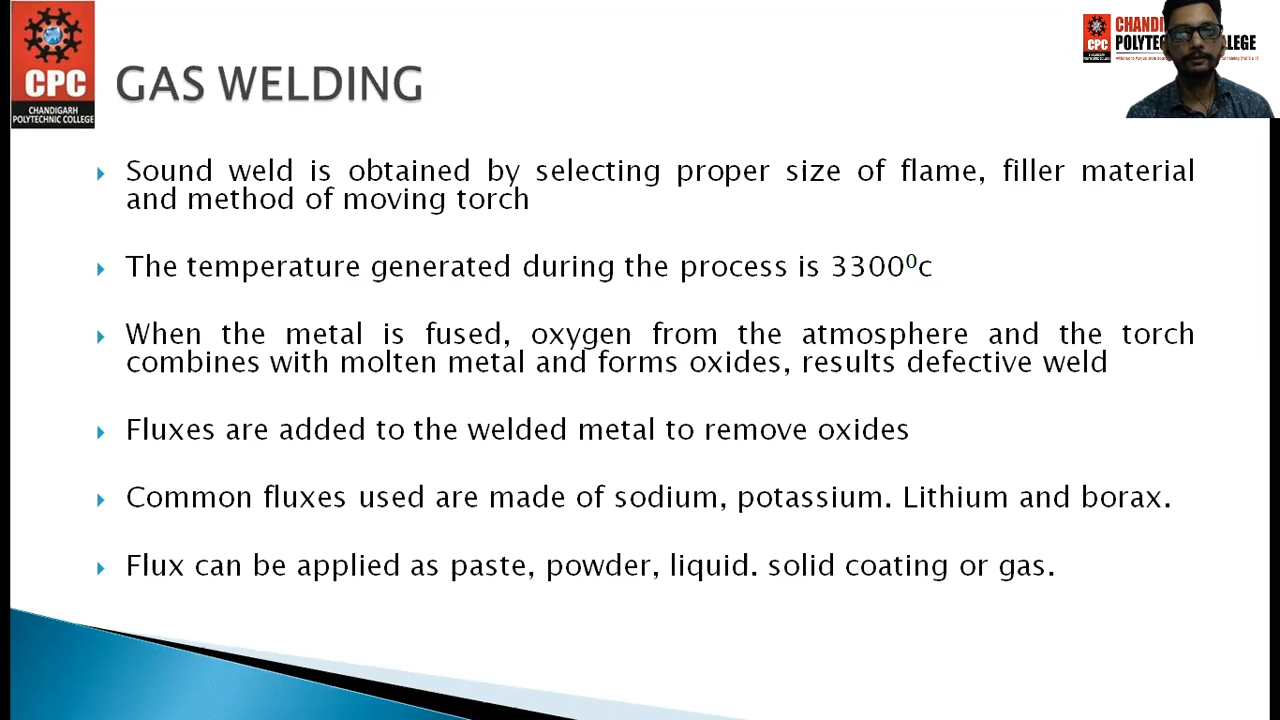 CPC
CHANDIGARH
POLYTECHNIC COLLEGE
GAS WELDING
CPC
CHANDI
POLYTE EGE
Sound weld is obtained by selecting proper size of flame, filler material
and method of moving torch
The temperature generated during the process is 3300⁰c
When the metal is fused, oxygen from the atmosphere and the torch
combines with molten metal and forms oxides, results defective weld
Fluxes are added to the welded metal to remove oxides
Common fluxes used are made of sodium, potassium. Lithium and borax.
Flux can be applied as paste, powder, liquid. solid coating or gas.